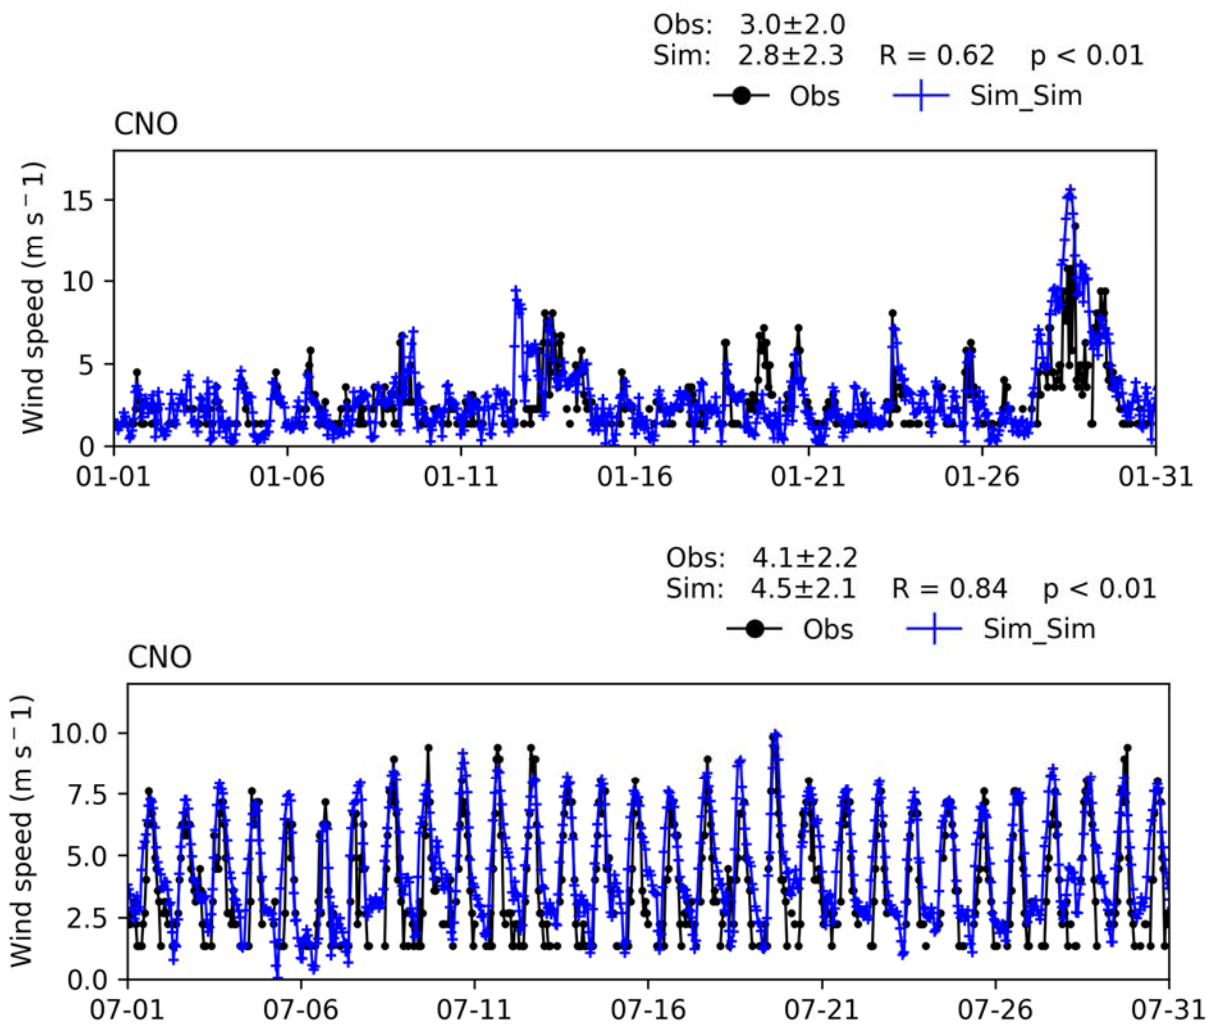 Obs: 3.0±2.0
Sim: 2.8±2.3 R = 0.62 p < 0.01
Obs Sim_Sim
CNO
Wind speed (m s⁻1)
15
10
5
0
01-01 01-06 01-11 01-16 01-21 01-26 01-31
Obs: 4.1±2.2
Sim: 4.5±2.1 R = 0.84 p < 0.01
Obs Sim_Sim
CNO
Wind speed (m s⁻1)
10.0
7.5
5.0
2.5
0.0
07-01 07-06 07-11 07-16 07-21 07-26 07-31